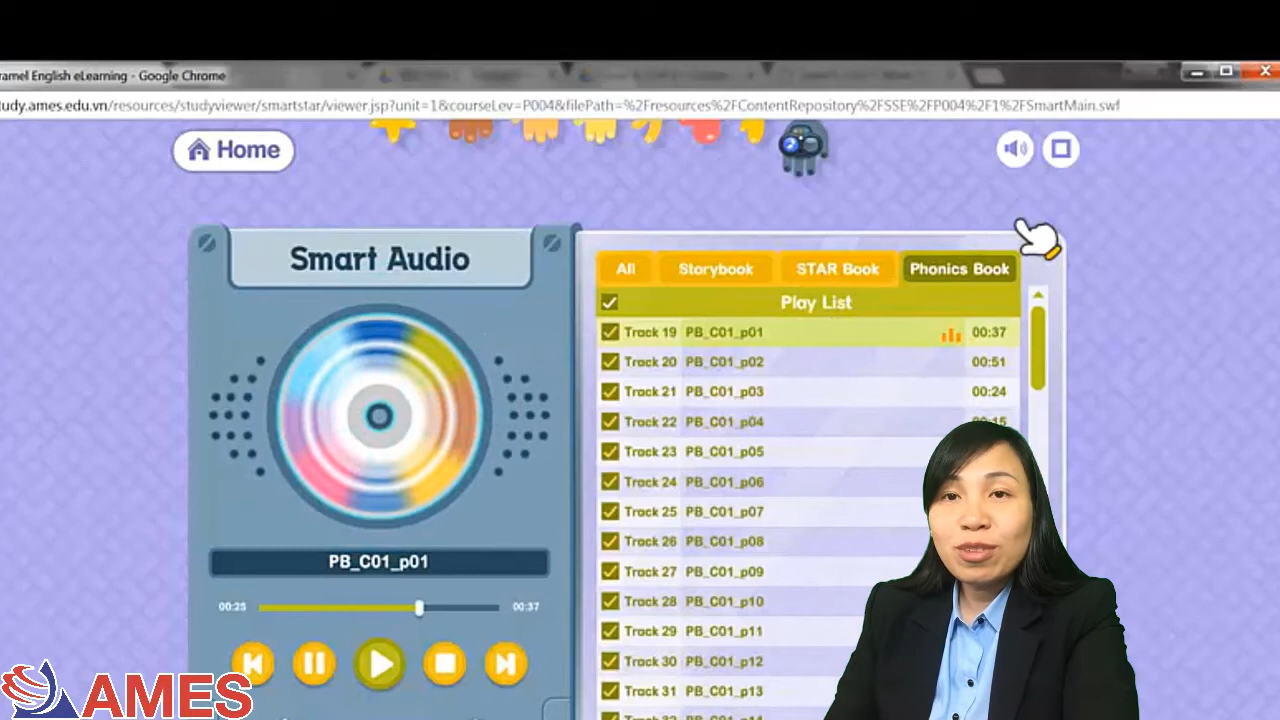 ramel English eLearning - Google Chrome
tudy.ames.edu.vn/resources/studyviewer/smartstar/viewer.jsp?unit=1&courseLev=P004&filePath=%2Fresources%2FContentRepository%2FSSE%2FP004%2F1%2FSmartMain.swf
Home
Smart Audio
All Storybook STAR Book Phonics Book
Play List
Track 19 PB_C01_p01 00:37
Track 20 PB_C01_p02 00:51
Track 21 PB_C01_p03 00:24
Track 22 PB_C01_p04 00:15
Track 23 PB_C01_p05
Track 24 PB_C01_p06
Track 25 PB_C01_p07
Track 26 PB_C01_p08
Track 27 PB_C01_p09
Track 28 PB_C01_p10
Track 29 PB_C01_p11
Track 30 PB_C01_p12
Track 31 PB_C01_p13
PB_C01_p01
00:25 00:37
AMES